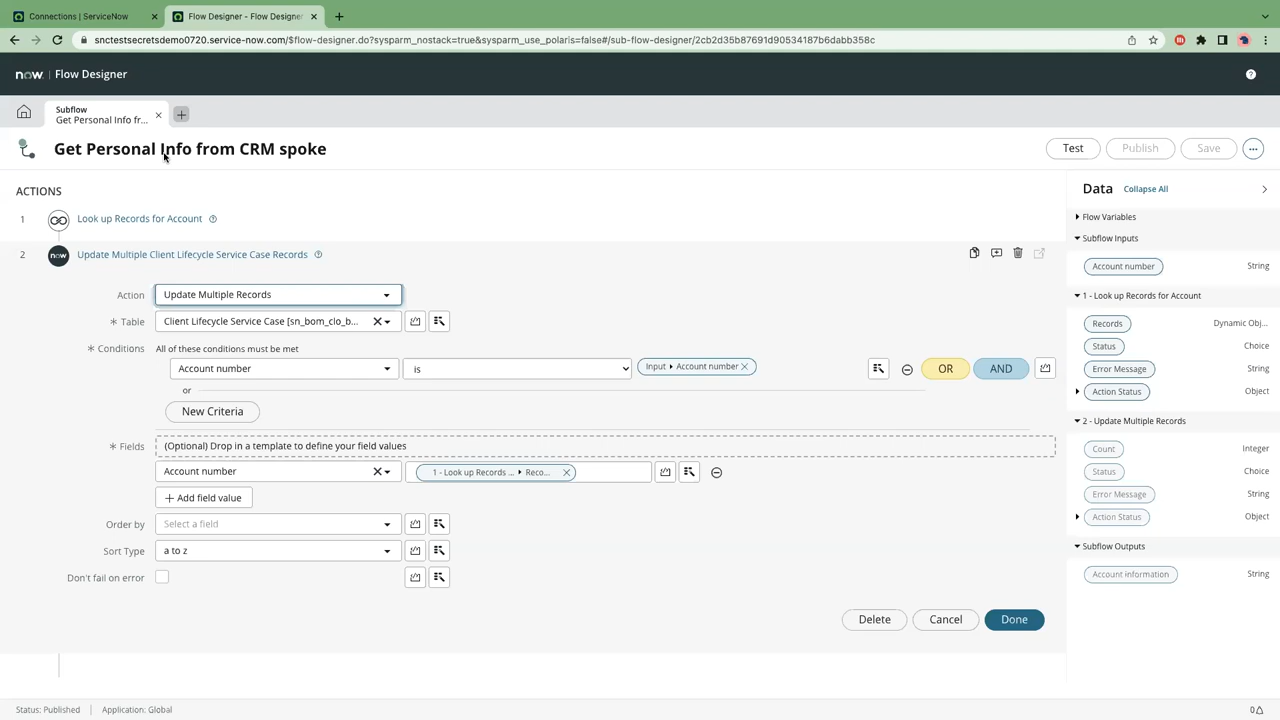 Connections | ServiceNow
Flow Designer - Flow Designer
snctestsecretsdemo0720.service-now.com/$flow-designer.do?sysparm_nostack=true&sysparm_use_polaris=false#/sub-flow-designer/2cb2d35b87691d90534187b6dabb358c
now. | Flow Designer
Subflow
Get Personal Info fr...
Get Personal Info from CRM spoke
Test
Publish
Save
ACTIONS
1 Look up Records for Account
2 Update Multiple Client Lifecycle Service Case Records
Action Update Multiple Records
* Table Client Lifecycle Service Case [sn_bom_clo_b...
* Conditions All of these conditions must be met
Account number is Input ▸ Account number OR AND
or
New Criteria
* Fields (Optional) Drop in a template to define your field values
Account number 1 - Look up Records ... ▸ Reco...
+ Add field value
Order by Select a field
Sort Type a to z
Don't fail on error
Delete Cancel Done
Data Collapse All
Flow Variables
Subflow Inputs
Account number String
1 - Look up Records for Account
Records Dynamic Obj...
Status Choice
Error Message String
Action Status Object
2 - Update Multiple Records
Count Integer
Status Choice
Error Message String
Action Status Object
Subflow Outputs
Account information String
Status: Published | Application: Global
0